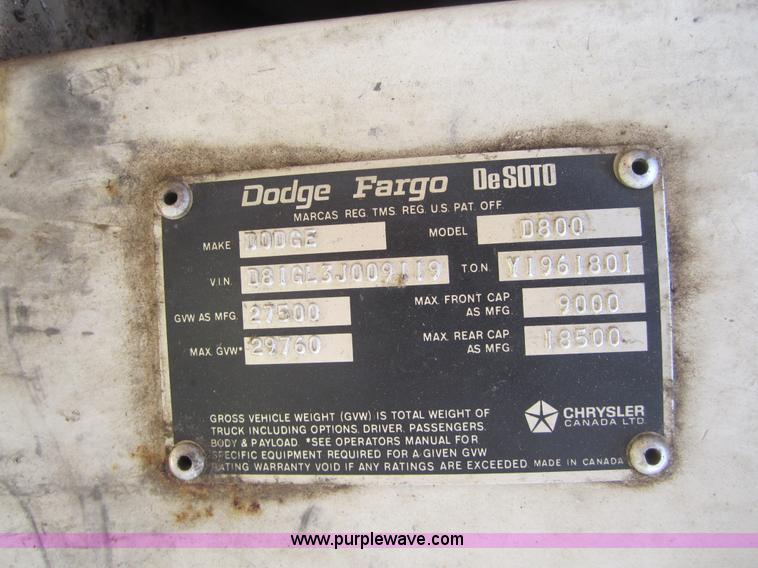 Dodge Fargo DeSOTO
MARCAS REG. TMS. REG. U.S. PAT. OFF.
MAKE DODGE MODEL D800
V.I.N. D81GL3J009119 T.O.N. Y1961801
GVW AS MFG. 27500 MAX. FRONT CAP. AS MFG. 9000
MAX. GVW* 29760 MAX. REAR CAP. AS MFG. 18500
GROSS VEHICLE WEIGHT (GVW) IS TOTAL WEIGHT OF
TRUCK INCLUDING OPTIONS, DRIVER, PASSENGERS,
BODY & PAYLOAD. *SEE OPERATORS MANUAL FOR
SPECIFIC EQUIPMENT REQUIRED FOR A GIVEN GVW
RATING WARRANTY VOID IF ANY RATINGS ARE EXCEEDED. MADE IN CANADA
CHRYSLER
CANADA LTD.
www.purplewave.com